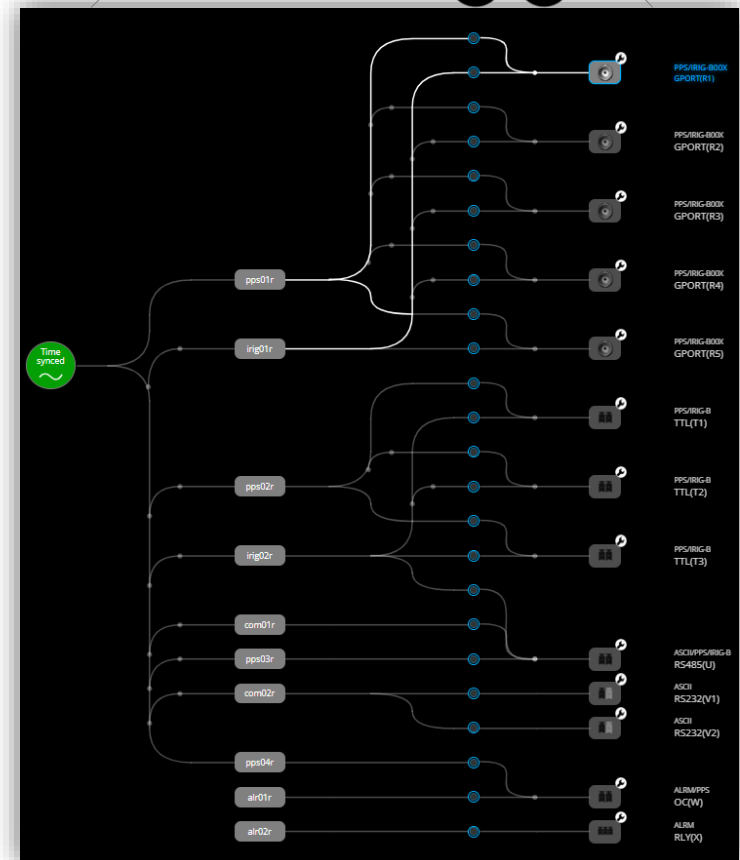 PPS/IRIG-B00X
GPORT(R1)
PPS/IRIG-B00X
GPORT(R2)
PPS/IRIG-B00X
GPORT(R3)
pps01r
PPS/IRIG-B00X
GPORT(R4)
Time
synced
irig01r
PPS/IRIG-B00X
GPORT(R5)
PPS/IRIG-B
TTL(T1)
pps02r
PPS/IRIG-B
TTL(T2)
irig02r
PPS/IRIG-B
TTL(T3)
com01r
pps03r
ASCII/PPS/IRIG-B
RS485(U)
com02r
ASCII
RS232(V1)
ASCII
RS232(V2)
pps04r
alr01r
ALRM/PPS
OC(W)
alr02r
ALRM
RLY(X)